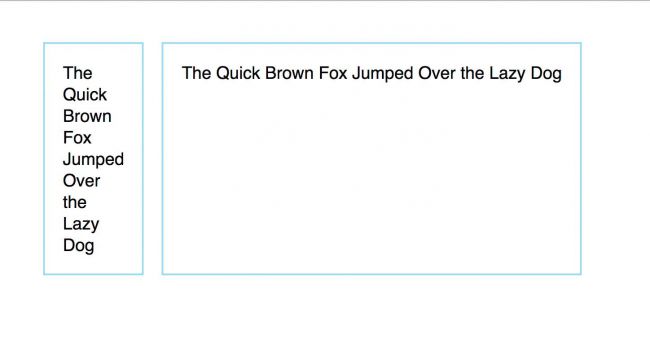 The
Quick
Brown
Fox
Jumped
Over
the
Lazy
Dog
The Quick Brown Fox Jumped Over the Lazy Dog